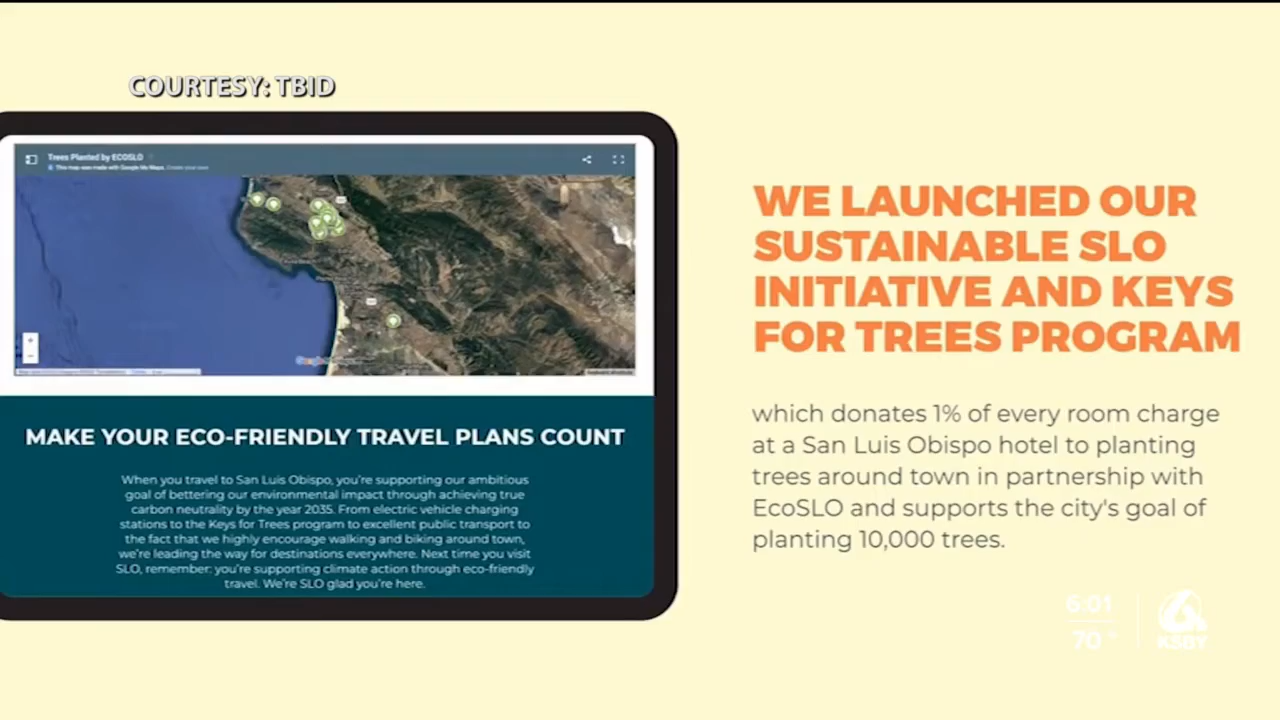 COURTESY: TBID
Trees Planted by ECOSLO
This map was made with Google My Maps. Create your own.
Google
MAKE YOUR ECO-FRIENDLY TRAVEL PLANS COUNT
When you travel to San Luis Obispo, you're supporting our ambitious
goal of bettering our environmental impact through achieving true
carbon neutrality by the year 2035. From electric vehicle charging
stations to the Keys for Trees program to excellent public transport to
the fact that we highly encourage walking and biking around town,
we're leading the way for destinations everywhere. Next time you visit
SLO, remember: you're supporting climate action through eco-friendly
travel. We're SLO glad you're here.
WE LAUNCHED OUR
SUSTAINABLE SLO
INITIATIVE AND KEYS
FOR TREES PROGRAM
which donates 1% of every room charge
at a San Luis Obispo hotel to planting
trees around town in partnership with
EcoSLO and supports the city's goal of
planting 10,000 trees.
6:01
70°
6
KSBY